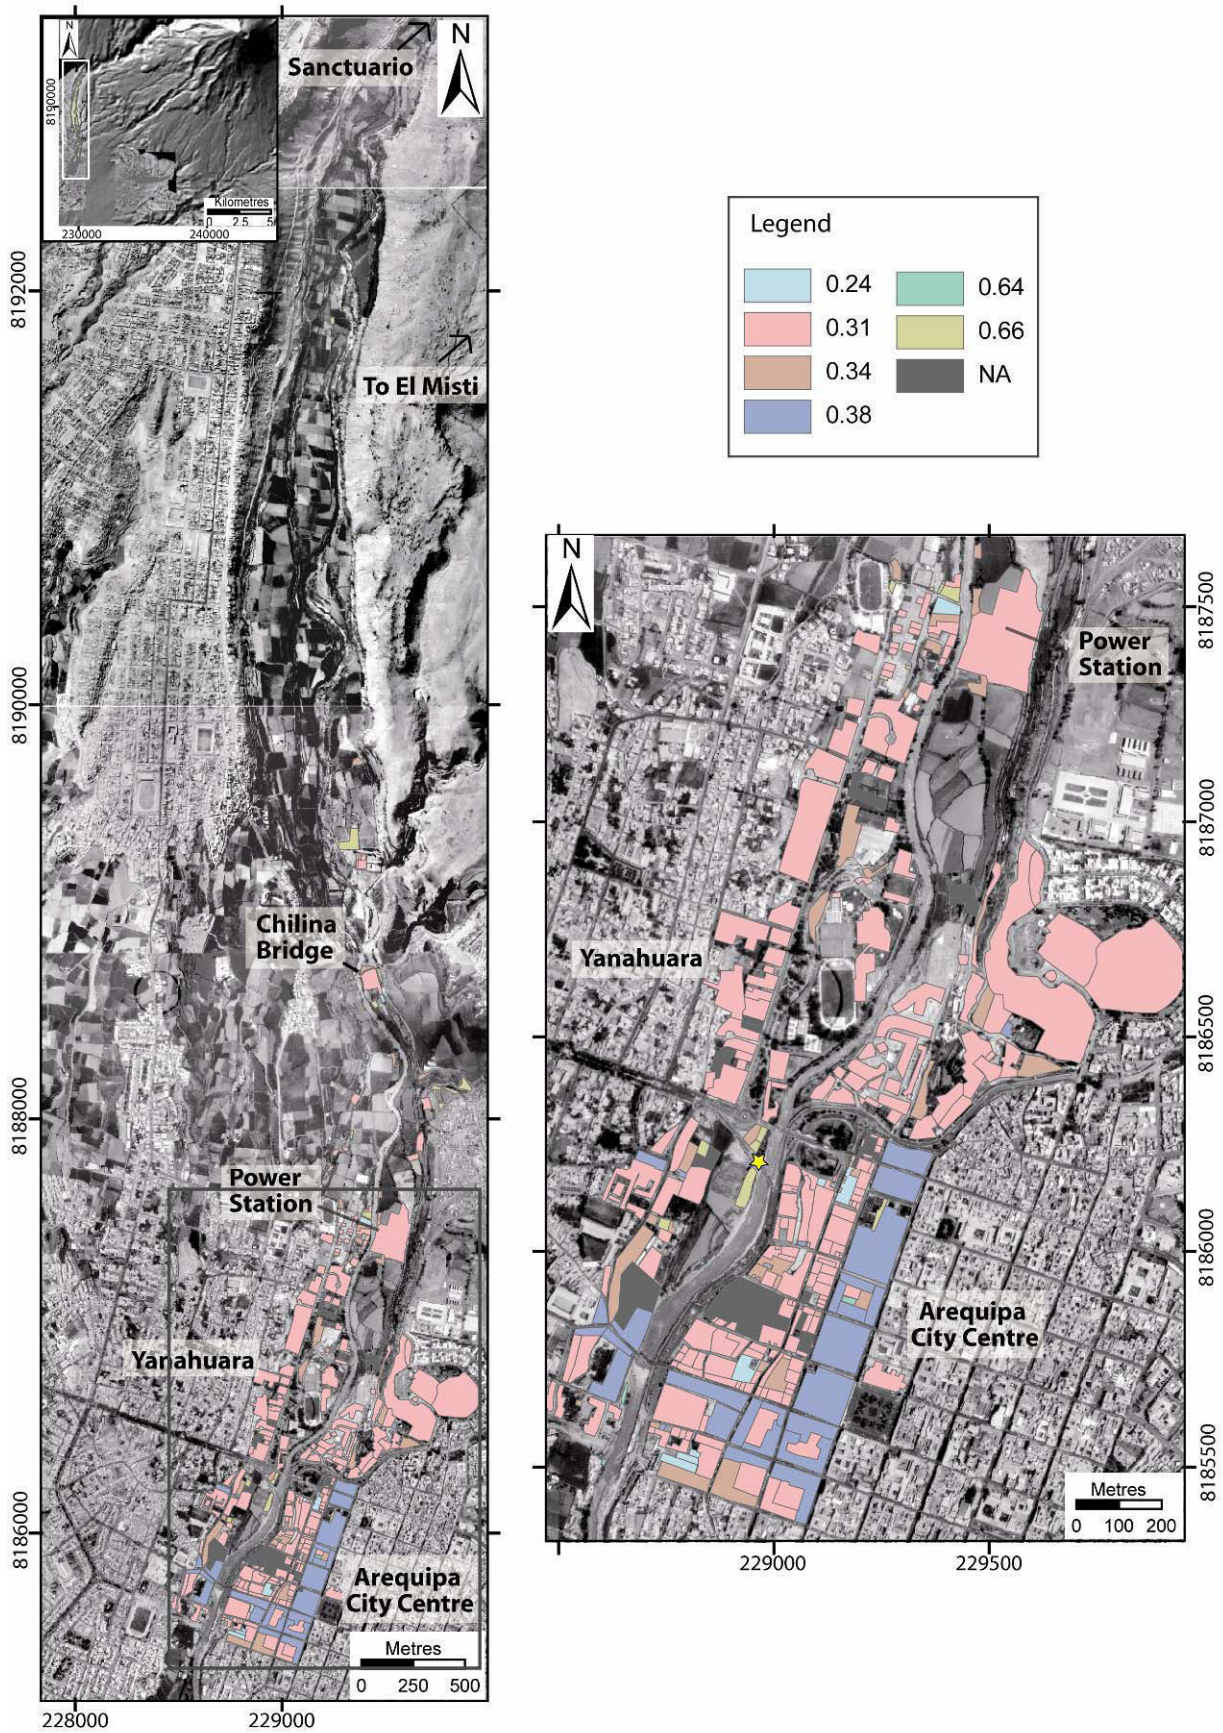 N
Sanctuario
N
8190000
Kilometres
0 2.5 5
230000
240000
8192000
To El Misti
8190000
Chilina
Bridge
8188000
Power
Station
Yanahuara
8186000
Arequipa
City Centre
Metres
0 250 500
228000
229000
Legend
0.24
0.31
0.34
0.38
0.64
0.66
NA
N
8187500
Power
Station
8187000
Yanahuara
8186500
8186000
Arequipa
City Centre
8185500
Metres
0 100 200
229000
229500